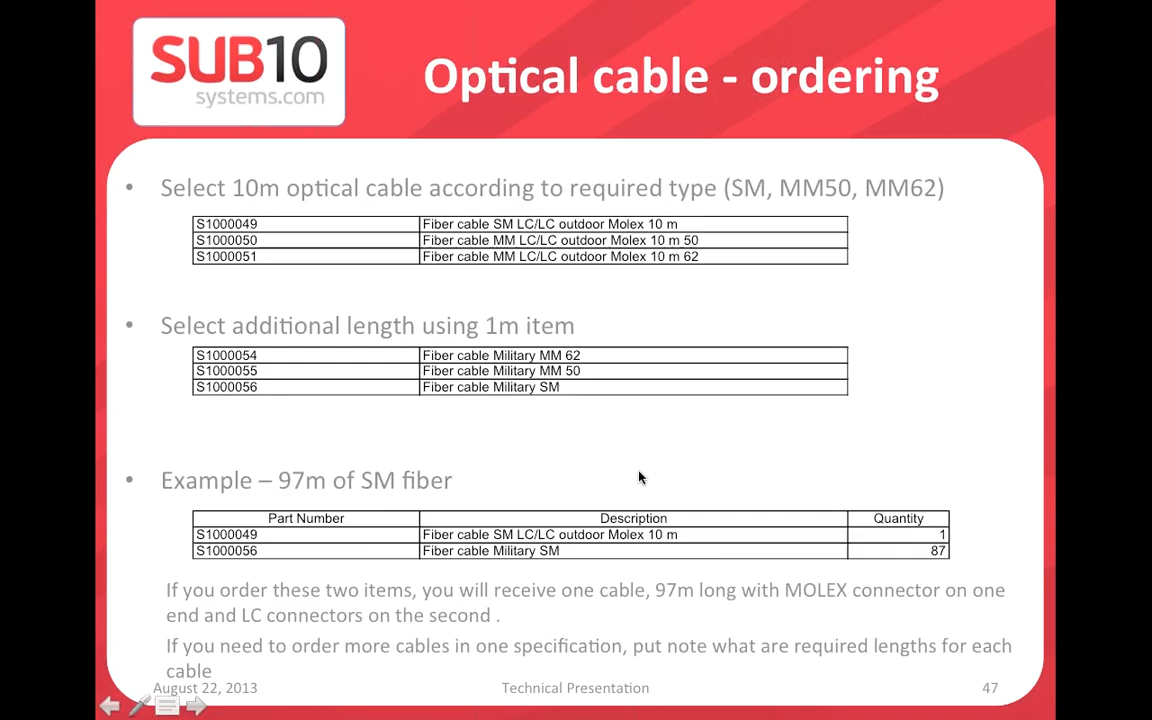 SUB10
systems.com
Optical cable - ordering
• Select 10m optical cable according to required type (SM, MM50, MM62)
S1000049 Fiber cable SM LC/LC outdoor Molex 10 m
S1000050 Fiber cable MM LC/LC outdoor Molex 10 m 50
S1000051 Fiber cable MM LC/LC outdoor Molex 10 m 62
• Select additional length using 1m item
S1000054 Fiber cable Military MM 62
S1000055 Fiber cable Military MM 50
S1000056 Fiber cable Military SM
• Example – 97m of SM fiber
Part Number Description Quantity
S1000049 Fiber cable SM LC/LC outdoor Molex 10 m 1
S1000056 Fiber cable Military SM 87
If you order these two items, you will receive one cable, 97m long with MOLEX connector on one
end and LC connectors on the second .
If you need to order more cables in one specification, put note what are required lengths for each
cable
August 22, 2013 Technical Presentation 47